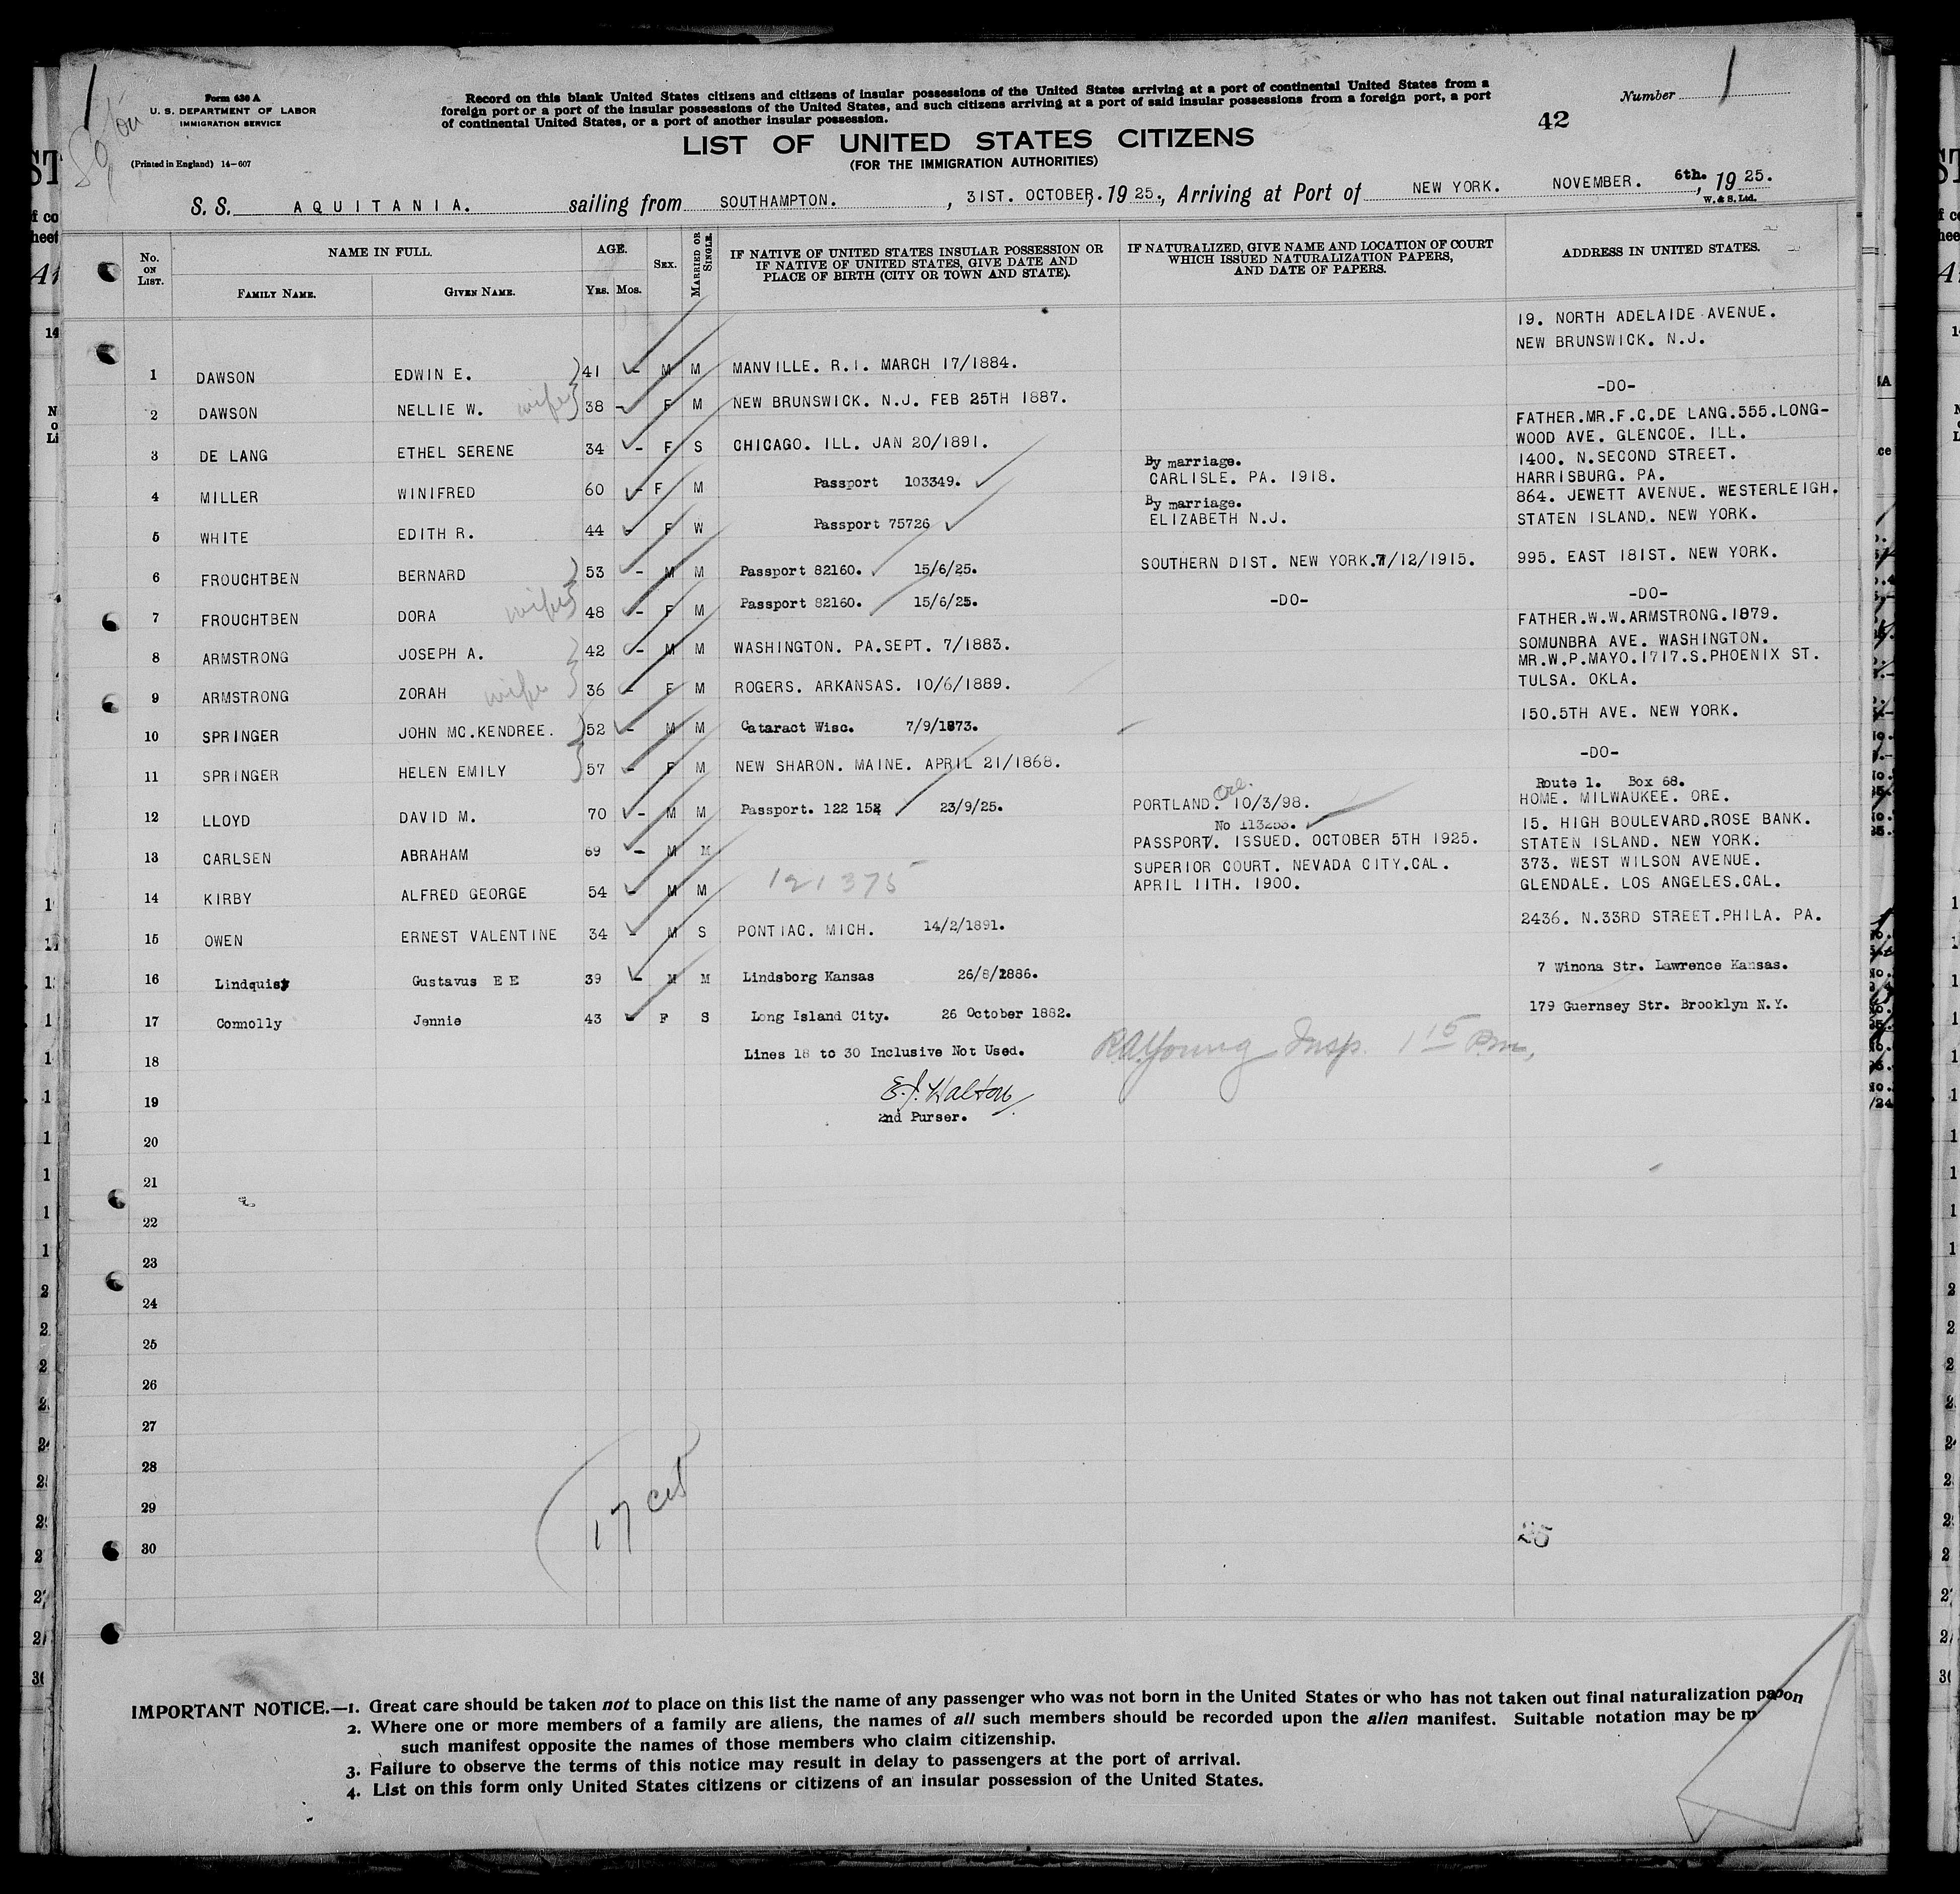 Form 630 A
U. S. DEPARTMENT OF LABOR
IMMIGRATION SERVICE
(Printed in England) 14-607
Record on this blank United States citizens and citizens of insular possessions of the United States arriving at a port of continental United States from a
foreign port or a port of the insular possessions of the United States, and such citizens arriving at a port of said insular possessions from a foreign port, a port
of continental United States, or a port of another insular possession.
Number 1
42
LIST OF UNITED STATES CITIZENS
(FOR THE IMMIGRATION AUTHORITIES)
S. S. AQUITANIA. sailing from SOUTHAMPTON., 31ST. OCTOBER, 1925., Arriving at Port of NEW YORK. NOVEMBER. 6th., 1925.
W. & S. Ltd.
No. ON LIST.
NAME IN FULL.
FAMILY NAME. GIVEN NAME.
AGE.
YRS. MOS.
SEX.
MARRIED OR SINGLE.
IF NATIVE OF UNITED STATES INSULAR POSSESSION OR
IF NATIVE OF UNITED STATES, GIVE DATE AND
PLACE OF BIRTH (CITY OR TOWN AND STATE).
IF NATURALIZED, GIVE NAME AND LOCATION OF COURT
WHICH ISSUED NATURALIZATION PAPERS,
AND DATE OF PAPERS.
ADDRESS IN UNITED STATES.
19. NORTH ADELAIDE AVENUE.
NEW BRUNSWICK. N.J.
1 DAWSON EDWIN E. 41 - M M MANVILLE. R.I. MARCH 17/1884.
2 DAWSON NELLIE W. wife 38 - F M NEW BRUNSWICK. N.J. FEB 25TH 1887. -DO-
3 DE LANG ETHEL SERENE 34 - F S CHICAGO. ILL. JAN 20/1891. FATHER.MR.F.C.DE LANG.555.LONG-
WOOD AVE. GLENCOE. ILL.
4 MILLER WINIFRED 60 - F M Passport 103349. By marriage.
CARLISLE. PA. 1918. 1400. N.SECOND STREET.
HARRISBURG. PA.
5 WHITE EDITH R. 44 - F W Passport 75726 By marriage.
ELIZABETH N.J. 864. JEWETT AVENUE. WESTERLEIGH.
STATEN ISLAND. NEW YORK.
6 FROUCHTBEN BERNARD 53 - M M Passport 82160. 15/6/25. SOUTHERN DIST. NEW YORK.7/12/1915. 995. EAST 181ST. NEW YORK.
7 FROUCHTBEN DORA wife 48 - F M Passport 82160. 15/6/25. -DO- -DO-
8 ARMSTRONG JOSEPH A. 42 - M M WASHINGTON. PA.SEPT. 7/1883. FATHER.W.W.ARMSTRONG.1879.
SOMUNBRA AVE. WASHINGTON.
9 ARMSTRONG ZORAH wife 36 - F M ROGERS. ARKANSAS. 10/6/1889. MR.W.P.MAYO.1717.S.PHOENIX ST.
TULSA. OKLA.
10 SPRINGER JOHN MC.KENDREE. 52 - M M Cataract Wisc. 7/9/1873. 150.5TH AVE. NEW YORK.
11 SPRINGER HELEN EMILY 57 - F M NEW SHARON. MAINE. APRIL 21/1868. -DO-
12 LLOYD DAVID M. 70 - M M Passport. 122 152 23/9/25. PORTLAND. Ore. 10/3/98. Route 1. Box 68.
HOME. MILWAUKEE. ORE.
13 CARLSEN ABRAHAM 69 - M M No 113253.
PASSPORT. ISSUED. OCTOBER 5TH 1925. 15. HIGH BOULEVARD.ROSE BANK.
STATEN ISLAND. NEW YORK.
14 KIRBY ALFRED GEORGE 54 - M M 121375 SUPERIOR COURT. NEVADA CITY.CAL.
APRIL 11TH. 1900. 373. WEST WILSON AVENUE.
GLENDALE. LOS ANGELES.CAL.
15 OWEN ERNEST VALENTINE 34 - M S PONTIAC. MICH. 14/2/1891. 2436. N.33RD STREET.PHILA. PA.
16 Lindquist Gustavus E E 39 - M M Lindsborg Kansas 26/8/1886. 7 Winona Str. Lawrence Kansas.
17 Connolly Jennie 43 - F S Long Island City. 26 October 1882. 179 Guernsey Str. Brooklyn N.Y.
18 Lines 18 to 30 Inclusive Not Used. R.A.Young Insp. 1 15 P.m.
19 E.J. Walton
2nd Purser.
20
21
22
23
24
25
26
27
28
29
30
17 cit
25
IMPORTANT NOTICE.—1. Great care should be taken not to place on this list the name of any passenger who was not born in the United States or who has not taken out final naturalization
2. Where one or more members of a family are aliens, the names of all such members should be recorded upon the alien manifest. Suitable notation may be
such manifest opposite the names of those members who claim citizenship.
3. Failure to observe the terms of this notice may result in delay to passengers at the port of arrival.
4. List on this form only United States citizens or citizens of an insular possession of the United States.